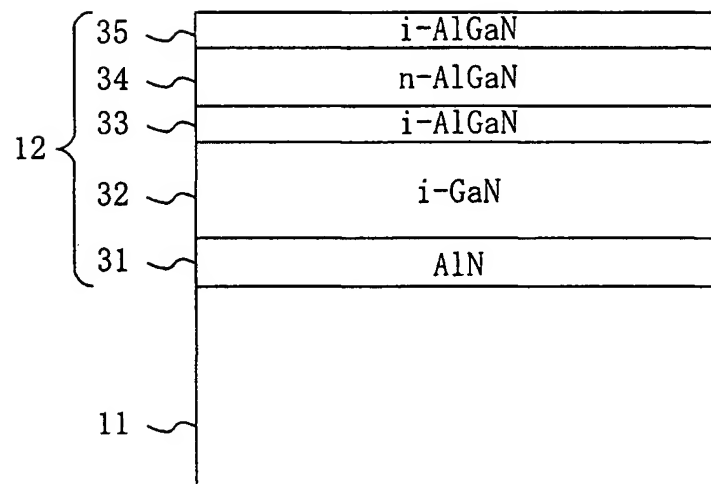 35 i-AlGaN
34 n-AlGaN
33 i-AlGaN
12
32 i-GaN
31 AlN
11